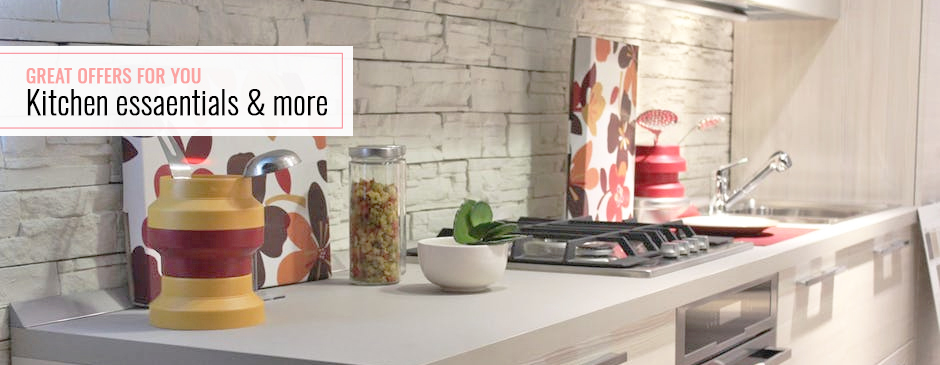 GREAT OFFERS FOR YOU
Kitchen essaentials & more